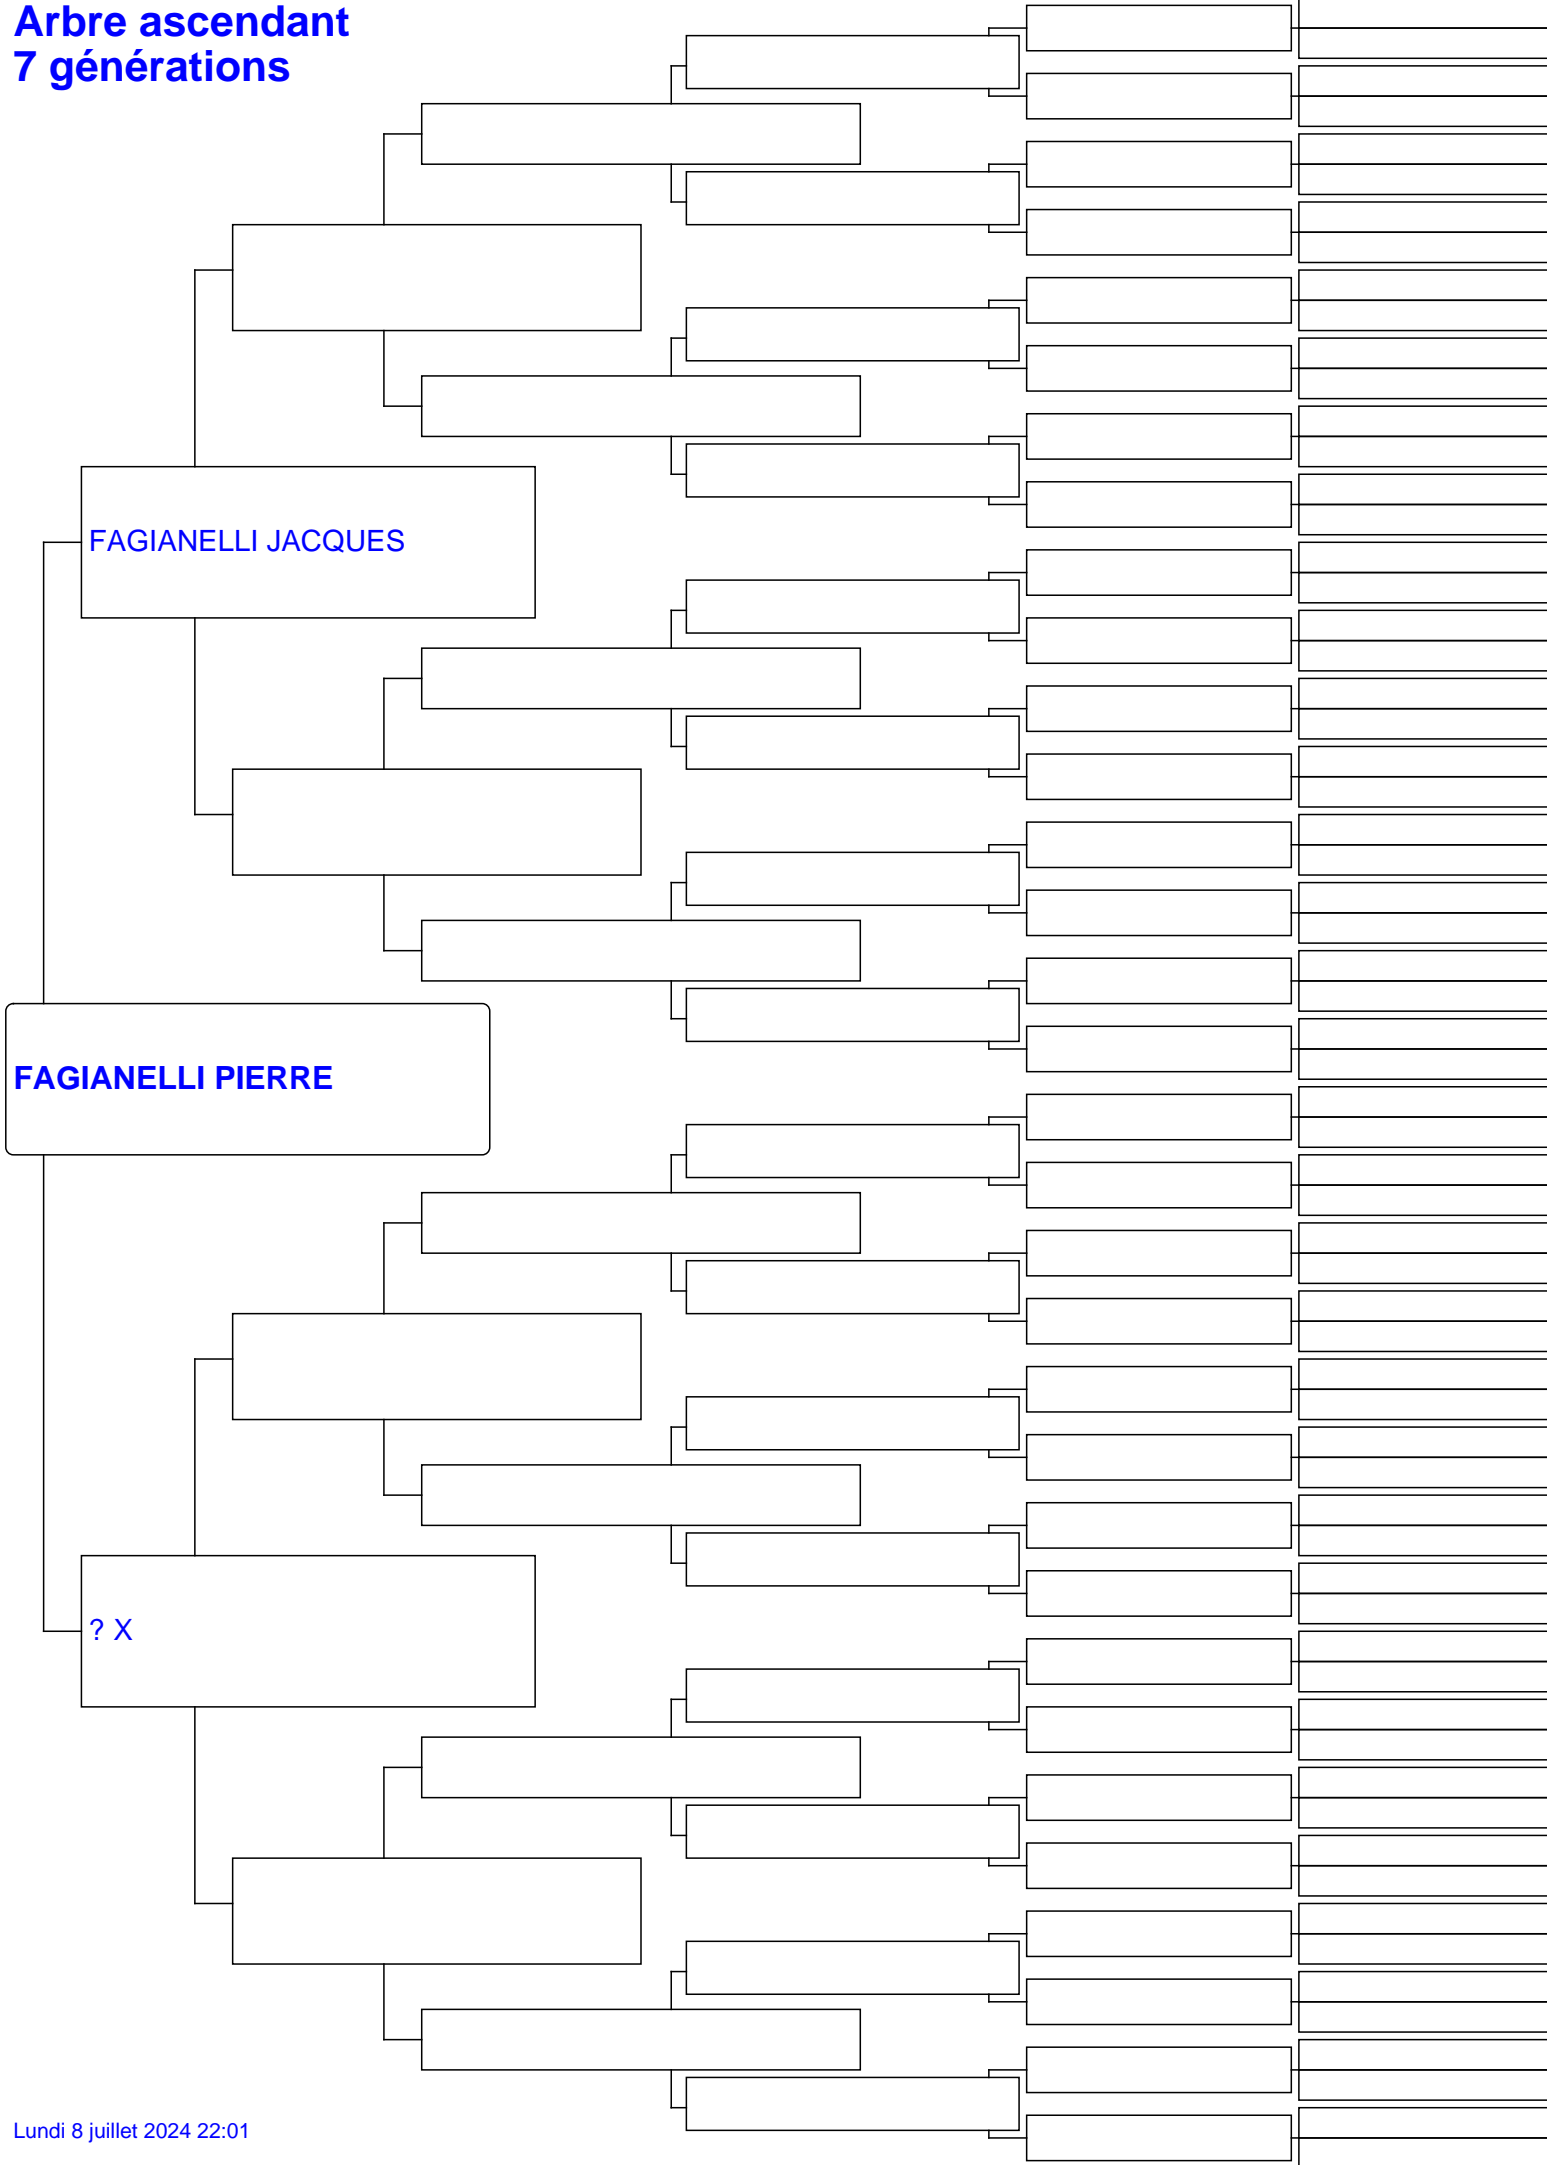 Arbre ascendant
7 générations
FAGIANELLI JACQUES
FAGIANELLI PIERRE
? X
Lundi 8 juillet 2024 22:01